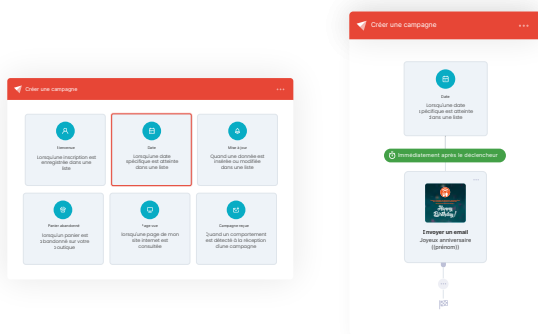 Créer une campagne
Bienvenue
Lorsqu'une inscription est
enregistrée dans une
liste
Date
Lorsqu'une date
spécifique est atteinte
dans une liste
Mise à jour
Quand une donnée est
insérée ou modifiée
dans une liste
Panier abandonné
Lorsqu'un panier est
abandonné sur votre
boutique
Page vue
Lorsqu'une page de mon
site internet est
consultée
Campagne reçue
Quand un comportement
est détecté à la réception
d'une campagne
Créer une campagne
Date
Lorsqu'une date
spécifique est atteinte
dans une liste
Immédiatement après le déclencheur
Happy
Birthday!
Envoyer un email
Joyeux anniversaire
{{prénom}}